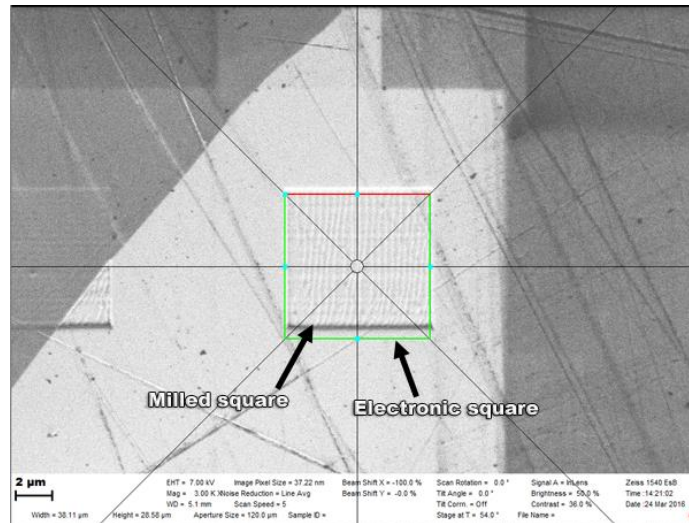 Milled square
Electronic square
2 µm
EHT = 7.00 kV Image Pixel Size = 37.22 nm Beam Shift X = -100.0 % Scan Rotation = 0.0° Signal A = InLens Zeiss 1540 EsB
Mag = 3.00 K X Noise Reduction = Line Avg Beam Shift Y = -0.0 % Tilt Angle = 0.0° Brightness = 50.0 % Time :14:21:02
WD = 5.1 mm Scan Speed = 5 Tilt Corrn. = Off Contrast = 36.0 % Date :24 Mar 2016
Width = 38.11 µm Height = 28.58 µm Aperture Size = 120.0 µm Sample ID = Stage at T = 54.0° File Name =